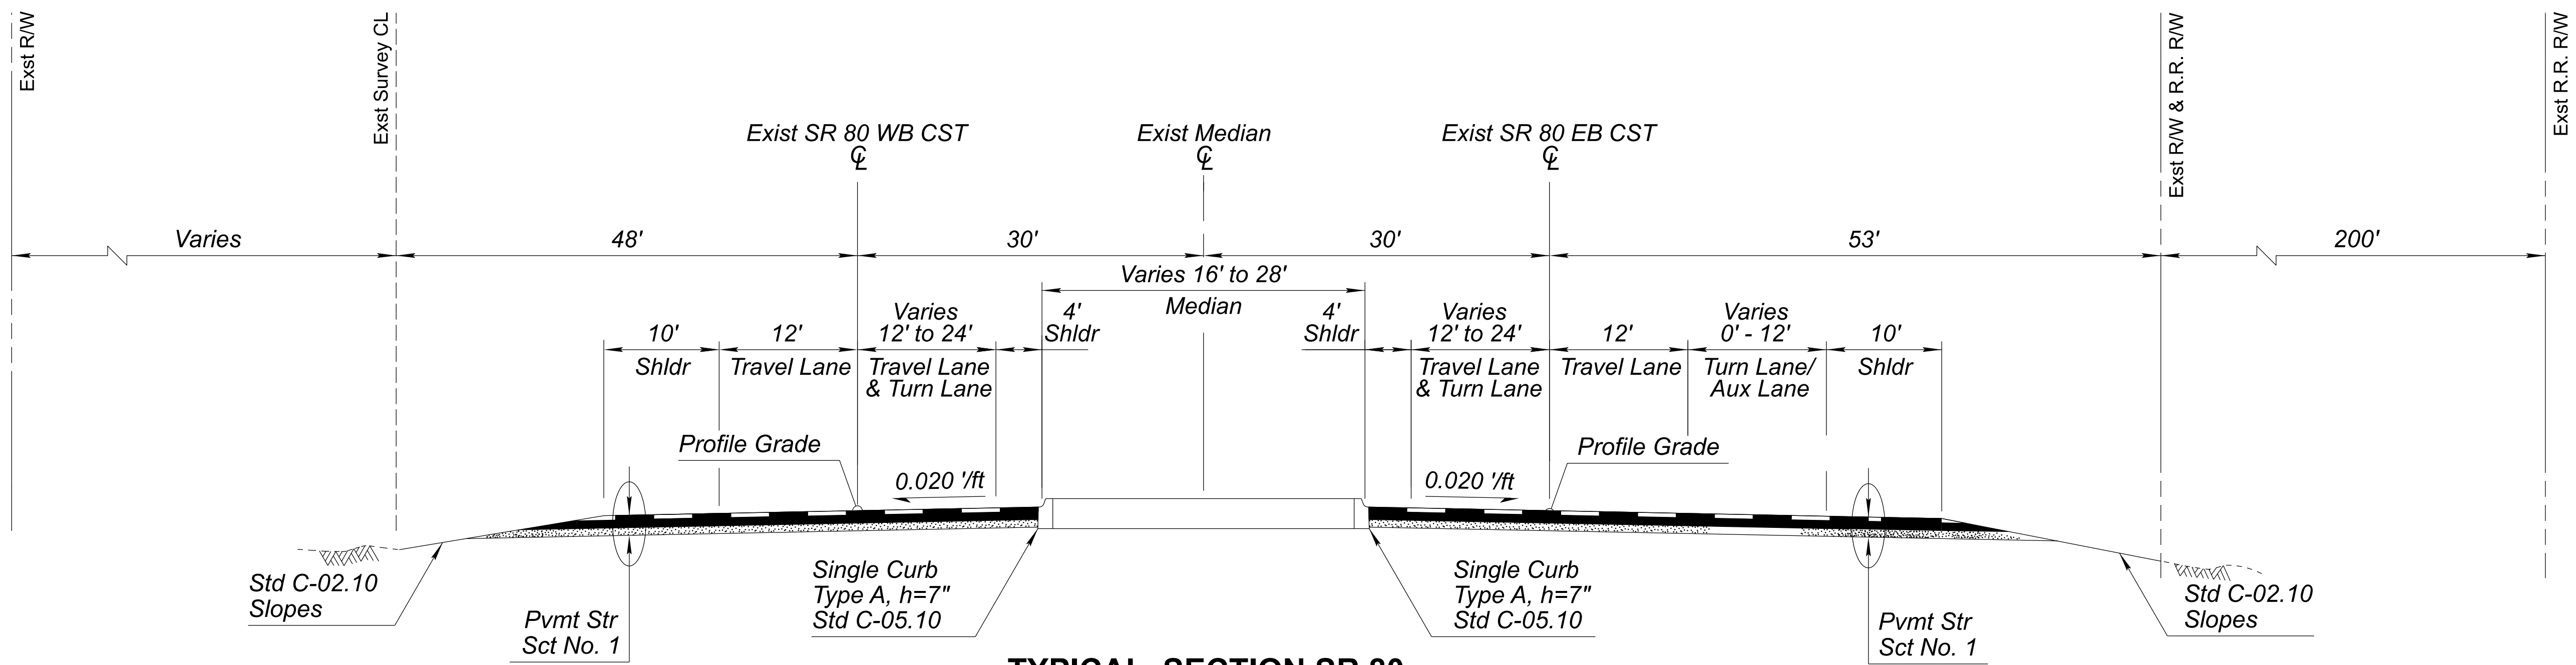 Exst R/W
Exst Survey CL
Exst R/W & R.R. R/W
Exst R.R. R/W
Exist SR 80 WB CST
℄
Exist Median
℄
Exist SR 80 EB CST
℄
Varies
48'
30'
30'
53'
200'
Varies 16' to 28'
Median
10'
Shldr
12'
Travel Lane
Varies
12' to 24'
Travel Lane
& Turn Lane
4'
Shldr
4'
Shldr
Varies
12' to 24'
Travel Lane
& Turn Lane
12'
Travel Lane
Varies
0' - 12'
Turn Lane/
Aux Lane
10'
Shldr
Profile Grade
0.020 '/ft
0.020 '/ft
Profile Grade
Std C-02.10
Slopes
Pvmt Str
Sct No. 1
Single Curb
Type A, h=7"
Std C-05.10
Single Curb
Type A, h=7"
Std C-05.10
Pvmt Str
Sct No. 1
Std C-02.10
Slopes
TYPICAL SECTION SR 80